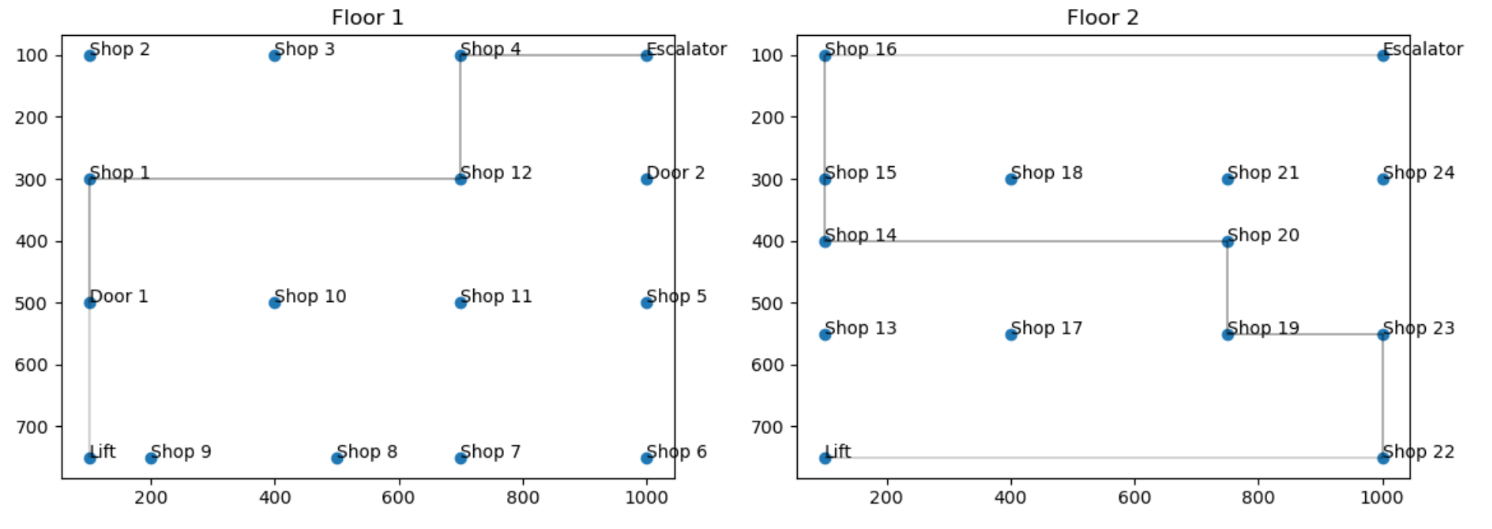 Floor 1
Shop 2 Shop 3 Shop 4 Escalator
100
200
Shop 1 Shop 12 Door 2
300
400
Door 1 Shop 10 Shop 11 Shop 5
500
600
700
Lift Shop 9 Shop 8 Shop 7 Shop 6
200 400 600 800 1000
Floor 2
Shop 16 Escalator
100
200
Shop 15 Shop 18 Shop 21 Shop 24
300
Shop 14 Shop 20
400
500
Shop 13 Shop 17 Shop 19 Shop 23
600
700
Lift Shop 22
200 400 600 800 1000